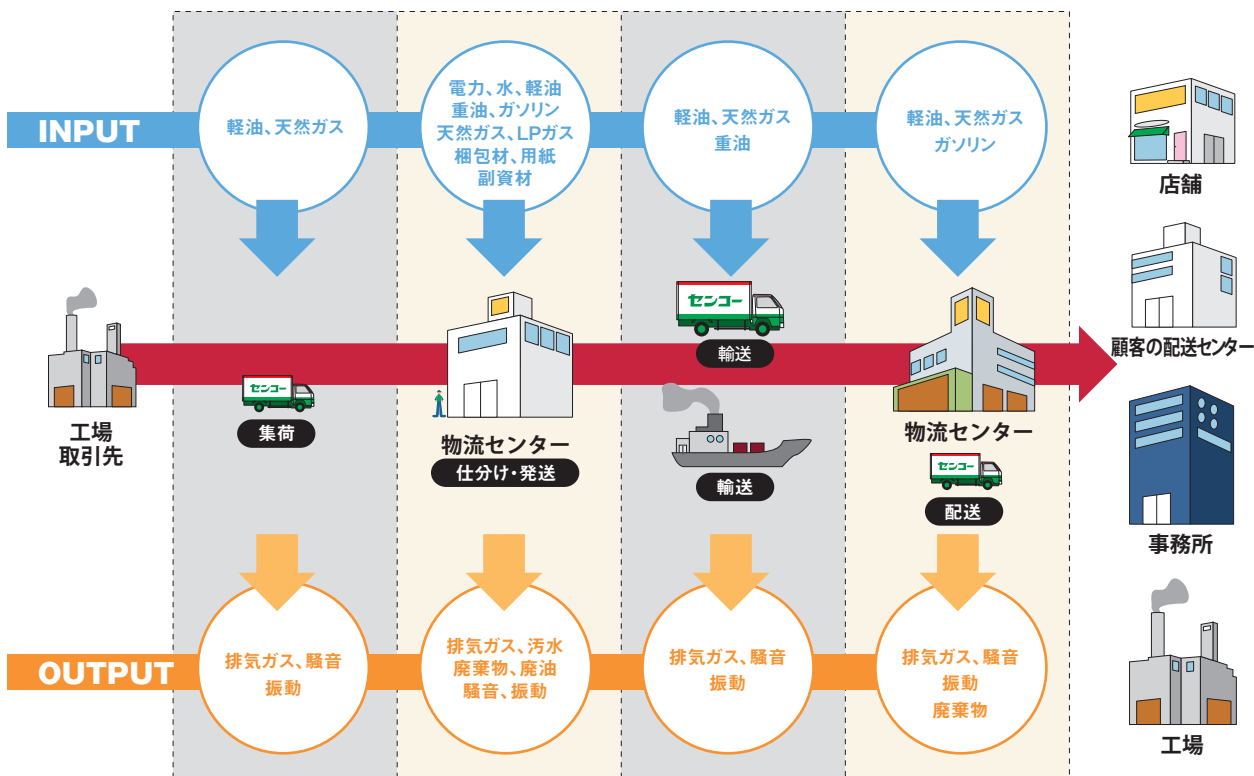 INPUT
軽油、天然ガス
電力、水、軽油
重油、ガソリン
天然ガス、LPガス
梱包材、用紙
副資材
軽油、天然ガス
重油
軽油、天然ガス
ガソリン
工場
取引先
センコー
集荷
物流センター
仕分け・発送
センコー
輸送
輸送
物流センター
センコー
配送
店舗
顧客の配送センター
事務所
工場
OUTPUT
排気ガス、騒音
振動
排気ガス、汚水
廃棄物、廃油
騒音、振動
排気ガス、騒音
振動
排気ガス、騒音
振動
廃棄物